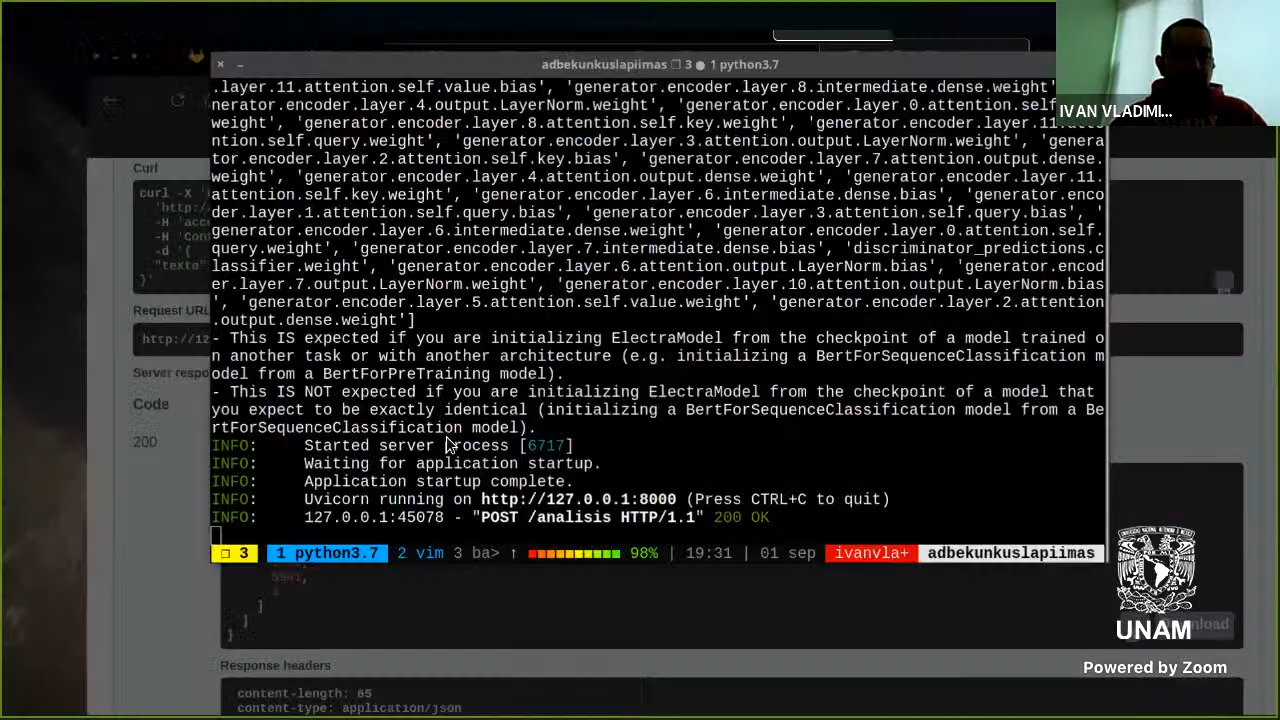 adbekunkuslapiimas ❐ 3 ● 1 python3.7
.layer.11.attention.self.value.bias', 'generator.encoder.layer.8.intermediate.dense.weight'
nerator.encoder.layer.4.output.LayerNorm.weight', 'generator.encoder.layer.0.attention.self
weight', 'generator.encoder.layer.8.attention.self.key.weight', 'generator.encoder.layer.11.atte
ntion.self.query.weight', 'generator.encoder.layer.3.attention.output.LayerNorm.weight', 'genera
tor.encoder.layer.2.attention.self.key.bias', 'generator.encoder.layer.7.attention.output.dense.
weight', 'generator.encoder.layer.4.attention.output.dense.weight', 'generator.encoder.layer.11.
attention.self.key.weight', 'generator.encoder.layer.6.intermediate.dense.bias', 'generator.enco
der.layer.1.attention.self.query.bias', 'generator.encoder.layer.3.attention.self.query.bias', '
generator.encoder.layer.6.intermediate.dense.weight', 'generator.encoder.layer.0.attention.self.
query.weight', 'generator.encoder.layer.7.intermediate.dense.bias', 'discriminator_predictions.c
lassifier.weight', 'generator.encoder.layer.6.attention.output.LayerNorm.bias', 'generator.encod
er.layer.7.output.LayerNorm.weight', 'generator.encoder.layer.10.attention.output.LayerNorm.bias
', 'generator.encoder.layer.5.attention.self.value.weight', 'generator.encoder.layer.2.attention
.output.dense.weight']
- This IS expected if you are initializing ElectraModel from the checkpoint of a model trained o
n another task or with another architecture (e.g. initializing a BertForSequenceClassification m
odel from a BertForPreTraining model).
- This IS NOT expected if you are initializing ElectraModel from the checkpoint of a model that
you expect to be exactly identical (initializing a BertForSequenceClassification model from a Be
rtForSequenceClassification model).
INFO: Started server process [6717]
INFO: Waiting for application startup.
INFO: Application startup complete.
INFO: Uvicorn running on http://127.0.0.1:8000 (Press CTRL+C to quit)
INFO: 127.0.0.1:45078 - "POST /analisis HTTP/1.1" 200 OK
❐ 3 1 python3.7 2 vim 3 ba> ↑ 98% | 19:31 | 01 sep ivanvla+ adbekunkuslapiimas
IVAN VLADIMI...
Curl
curl -X '
'http:/
-H 'acc
-H 'Cont
-d '{
"texto"
}'
Request URL
http://12
Server respo
Code
200
]
]
}
Download
Response headers
content-length: 65
content-type: application/json
UNAM
Powered by Zoom